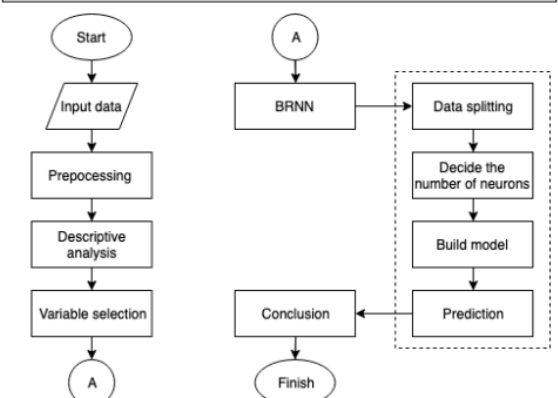 Start
Input data
Prepocessing
Descriptive
analysis
Variable selection
A
A
BRNN
Data splitting
Decide the
number of neurons
Build model
Prediction
Conclusion
Finish